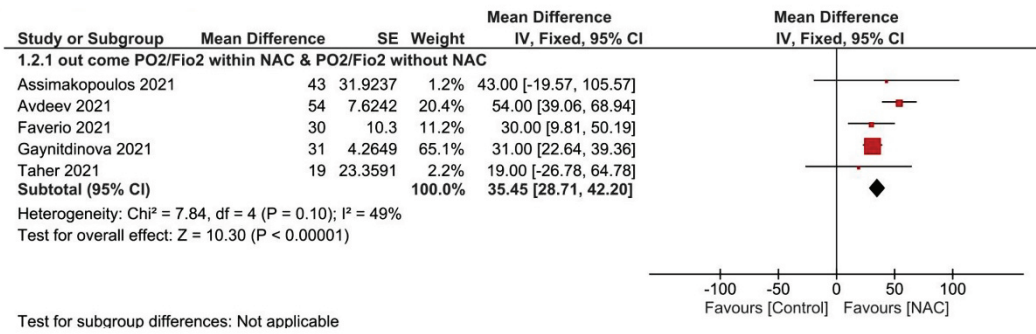 Mean Difference Mean Difference
Study or Subgroup Mean Difference SE Weight IV, Fixed, 95% CI IV, Fixed, 95% CI
1.2.1 out come PO2/Fio2 within NAC & PO2/Fio2 without NAC
Assimakopoulos 2021 43 31.9237 1.2% 43.00 [-19.57, 105.57]
Avdeev 2021 54 7.6242 20.4% 54.00 [39.06, 68.94]
Faverio 2021 30 10.3 11.2% 30.00 [9.81, 50.19]
Gaynitdinova 2021 31 4.2649 65.1% 31.00 [22.64, 39.36]
Taher 2021 19 23.3591 2.2% 19.00 [-26.78, 64.78]
Subtotal (95% CI) 100.0% 35.45 [28.71, 42.20]
Heterogeneity: Chi² = 7.84, df = 4 (P = 0.10); I² = 49%
Test for overall effect: Z = 10.30 (P < 0.00001)
-100 -50 0 50 100
Favours [Control] Favours [NAC]
Test for subgroup differences: Not applicable